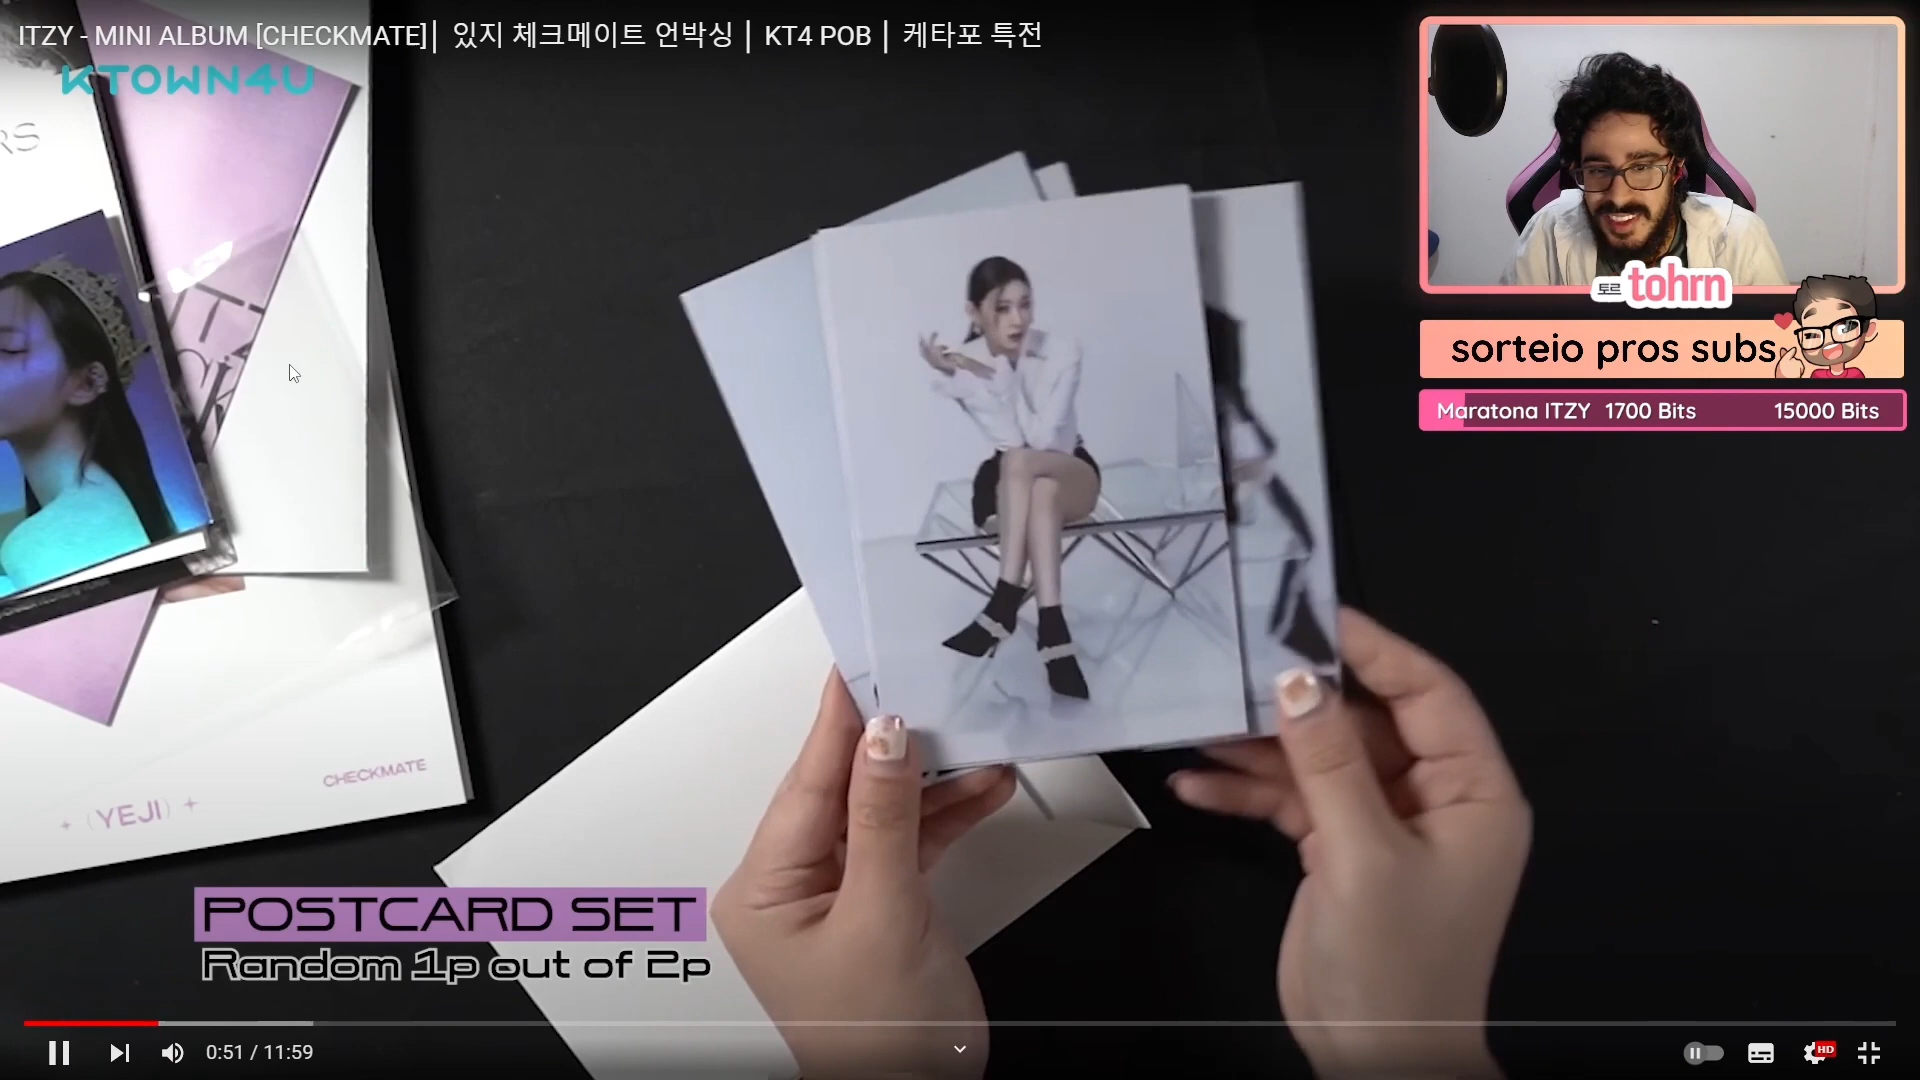 ITZY - MINI ALBUM [CHECKMATE]│ 있지 체크메이트 언박싱 │ KT4 POB │ 케타포 특전
KTOWN4U
RS
토르 tohrn
sorteio pros subs
Maratona ITZY 1700 Bits 15000 Bits
CHECKMATE
(YEJI)
POSTCARD SET
Random 1p out of 2p
0:51 / 11:59
HD